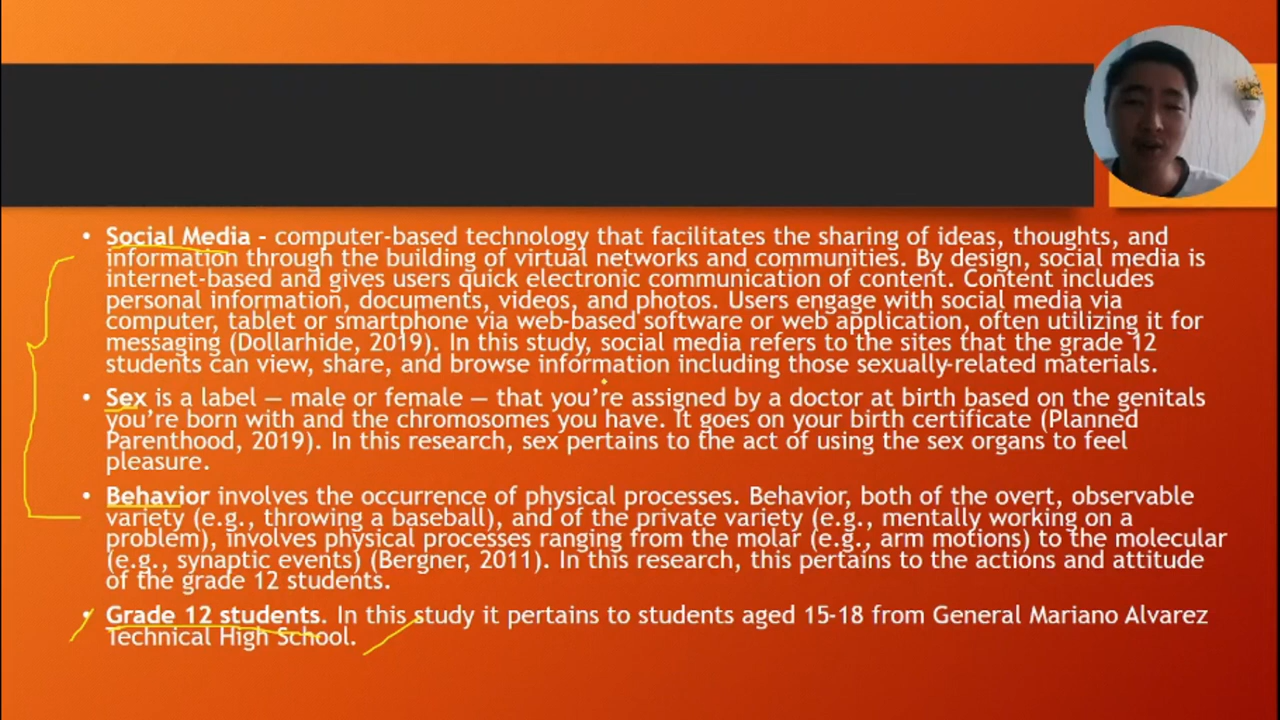 • Social Media - computer-based technology that facilitates the sharing of ideas, thoughts, and
information through the building of virtual networks and communities. By design, social media is
internet-based and gives users quick electronic communication of content. Content includes
personal information, documents, videos, and photos. Users engage with social media via
computer, tablet or smartphone via web-based software or web application, often utilizing it for
messaging (Dollarhide, 2019). In this study, social media refers to the sites that the grade 12
students can view, share, and browse information including those sexually-related materials.
• Sex is a label — male or female — that you’re assigned by a doctor at birth based on the genitals
you’re born with and the chromosomes you have. It goes on your birth certificate (Planned
Parenthood, 2019). In this research, sex pertains to the act of using the sex organs to feel
pleasure.
• Behavior involves the occurrence of physical processes. Behavior, both of the overt, observable
variety (e.g., throwing a baseball), and of the private variety (e.g., mentally working on a
problem), involves physical processes ranging from the molar (e.g., arm motions) to the molecular
(e.g., synaptic events) (Bergner, 2011). In this research, this pertains to the actions and attitude
of the grade 12 students.
• Grade 12 students. In this study it pertains to students aged 15-18 from General Mariano Alvarez
Technical High School.